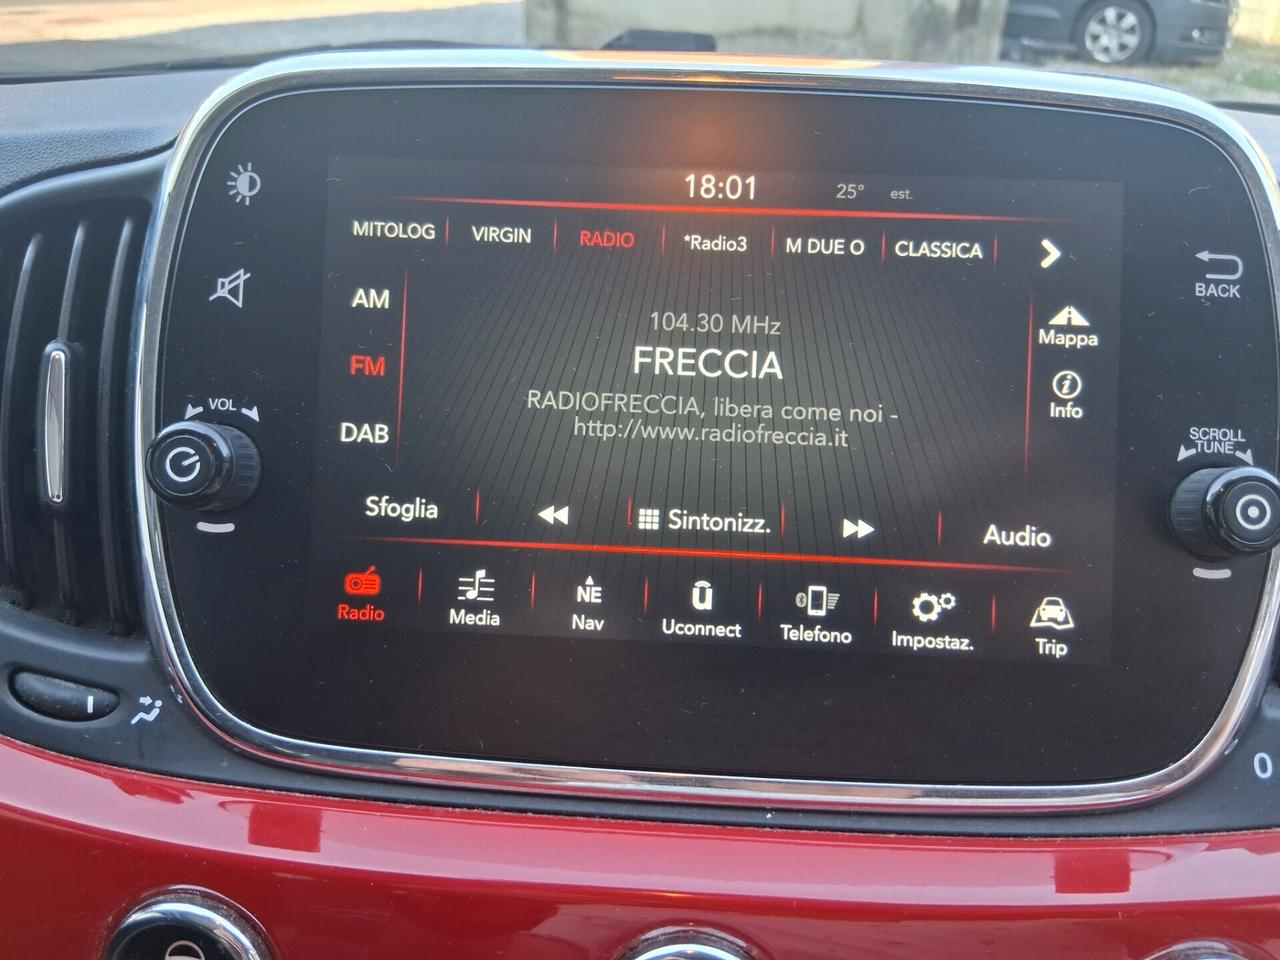 18:01 25° est.
MITOLOG VIRGIN RADIO *Radio3 M DUE O CLASSICA
AM
FM
DAB
104.30 MHz
FRECCIA
RADIOFRECCIA, libera come noi -
http://www.radiofreccia.it
Mappa
Info
Sfoglia Sintonizz. Audio
Radio Media NE Nav Uconnect Telefono Impostaz. Trip
VOL
BACK
SCROLL
TUNE
0